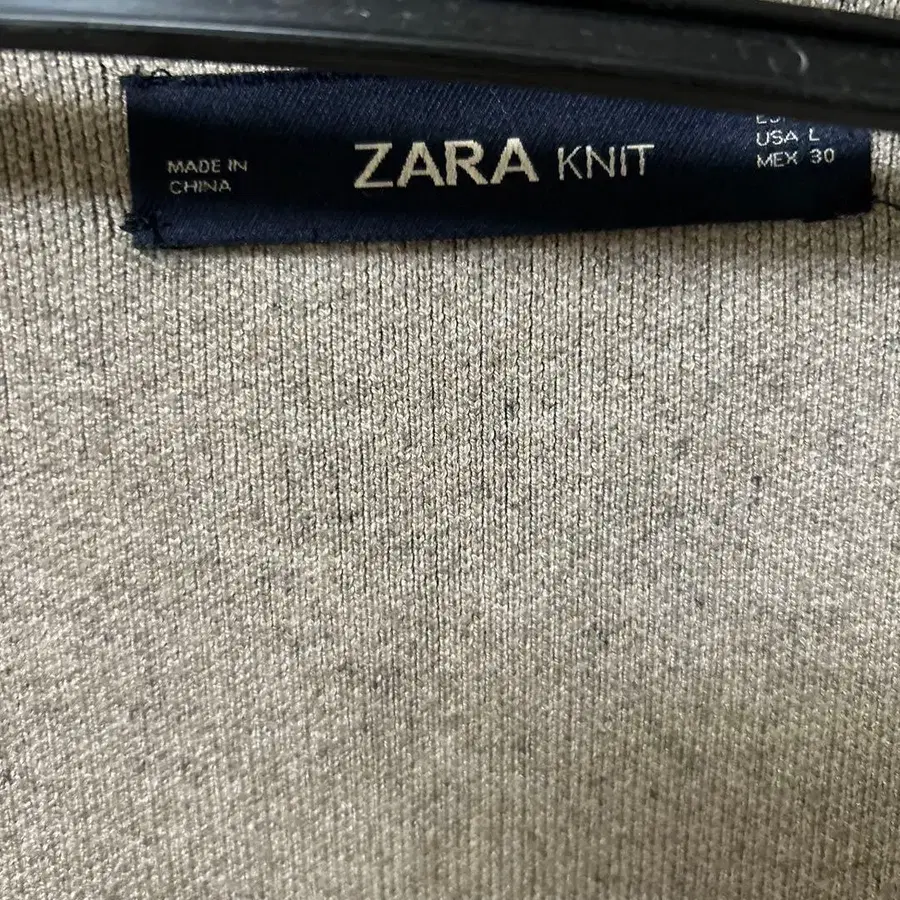 MADE IN
CHINA
ZARA KNIT
USA L
MEX 30